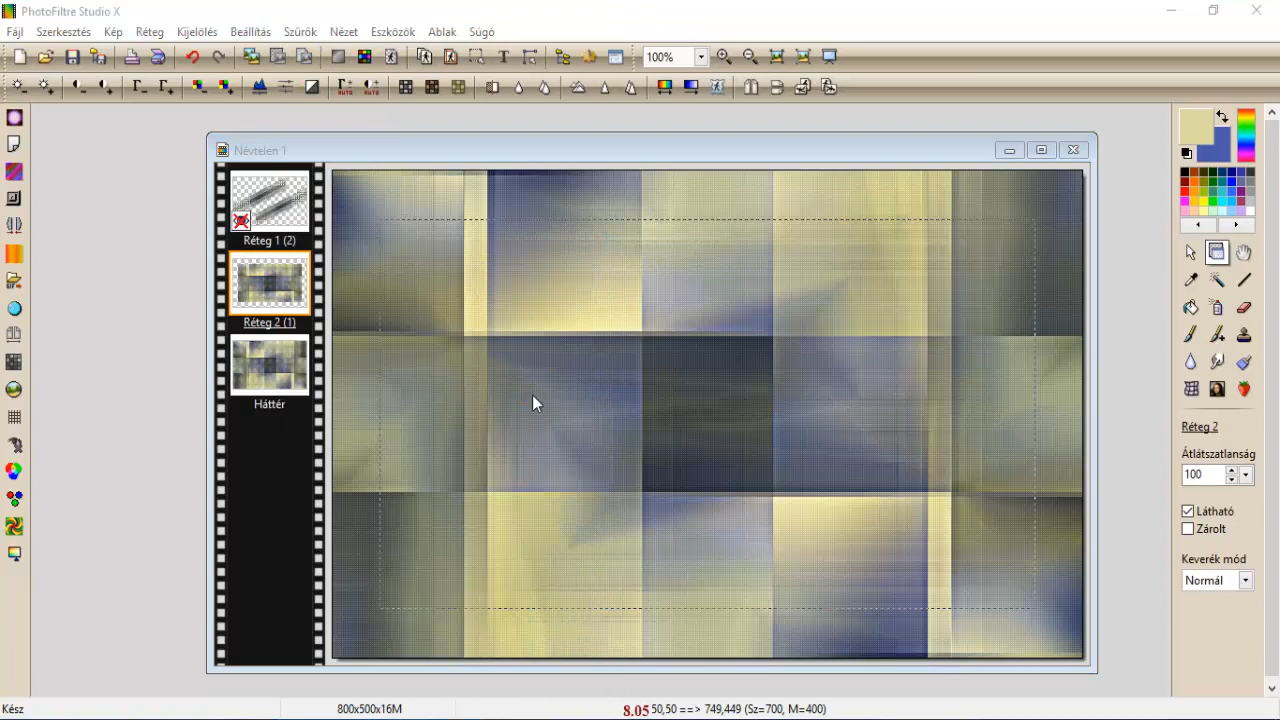 PhotoFiltre Studio X
Fájl Szerkesztés Kép Réteg Kijelölés Beállítás Szűrők Nézet Eszközök Ablak Súgó
100%
AUTO AUTO
Névtelen 1
Réteg 1 (2)
Réteg 2 (1)
Háttér
Réteg 2
Átlátszatlanság
100
Látható
Zárolt
Keverék mód
Normál
Kész 800x500x16M 8.05 50,50 ==> 749,449 (Sz=700, M=400)